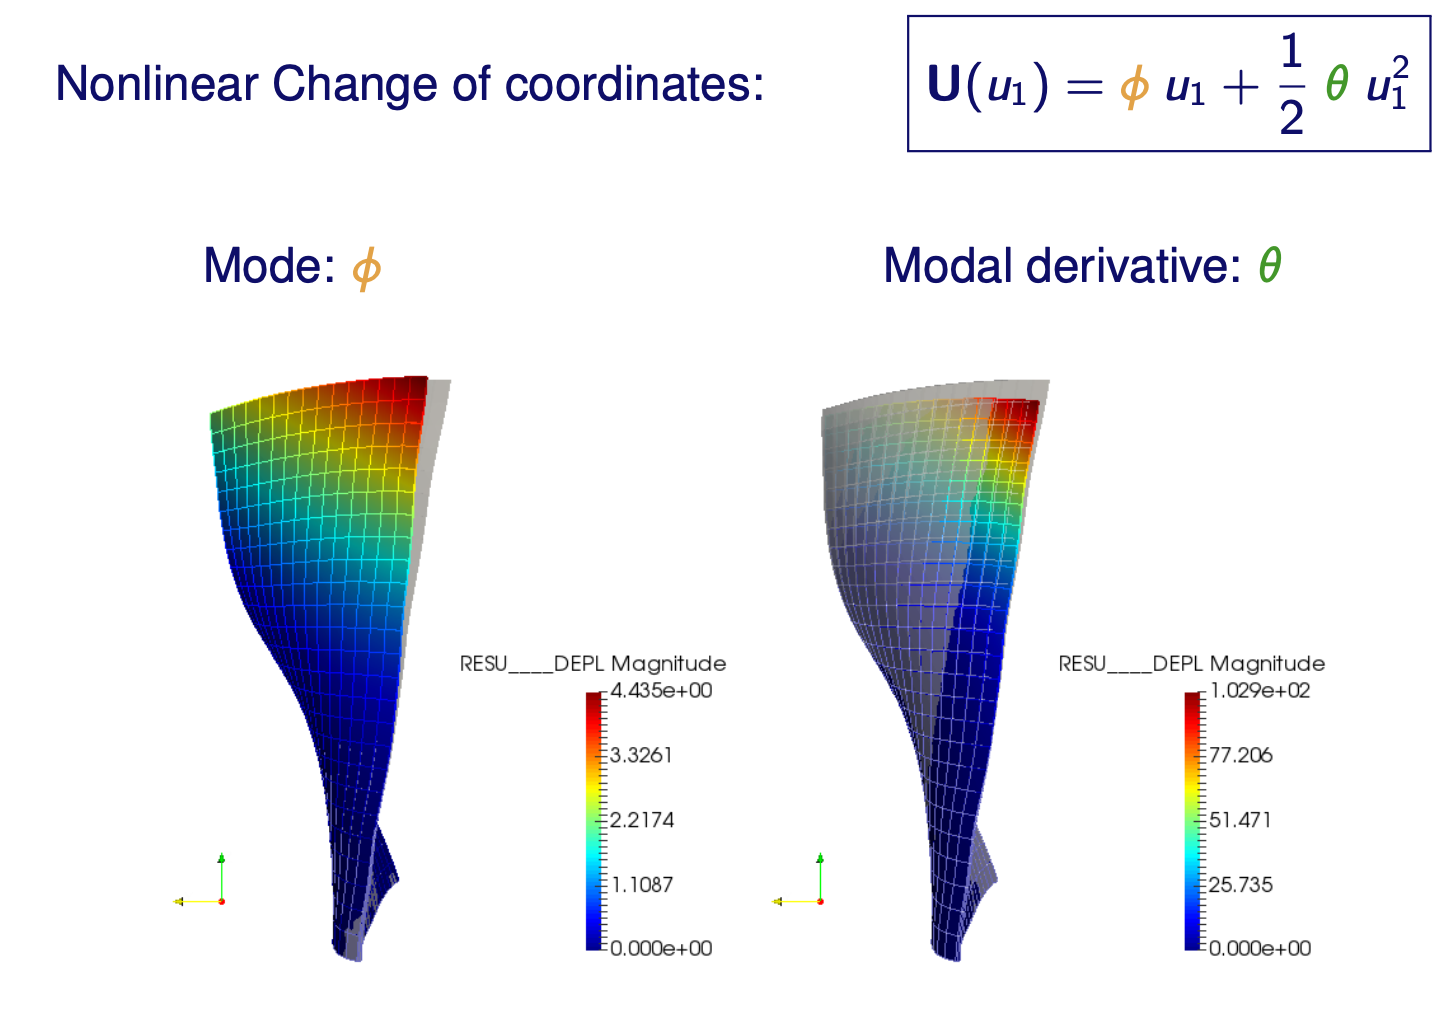 Nonlinear Change of coordinates:
𝐔(u₁) = ϕ u₁ + 1/2 θ u₁²
Mode: ϕ
Modal derivative: θ
RESU____DEPL Magnitude
4.435e+00
3.3261
2.2174
1.1087
0.000e+00
RESU____DEPL Magnitude
1.029e+02
77.206
51.471
25.735
0.000e+00